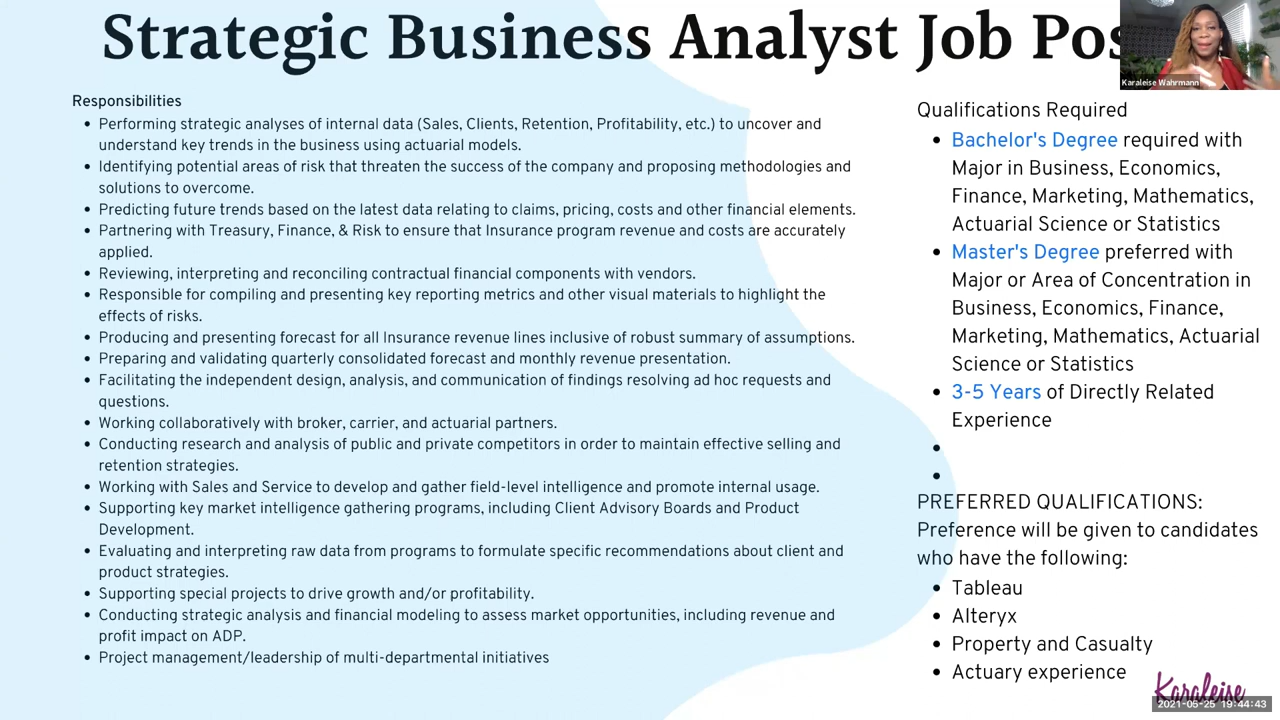 Strategic Business Analyst Job Pos
Karaleise Wahrmann
Responsibilities
• Performing strategic analyses of internal data (Sales, Clients, Retention, Profitability, etc.) to uncover and
understand key trends in the business using actuarial models.
• Identifying potential areas of risk that threaten the success of the company and proposing methodologies and
solutions to overcome.
• Predicting future trends based on the latest data relating to claims, pricing, costs and other financial elements.
• Partnering with Treasury, Finance, & Risk to ensure that Insurance program revenue and costs are accurately
applied.
• Reviewing, interpreting and reconciling contractual financial components with vendors.
• Responsible for compiling and presenting key reporting metrics and other visual materials to highlight the
effects of risks.
• Producing and presenting forecast for all Insurance revenue lines inclusive of robust summary of assumptions.
• Preparing and validating quarterly consolidated forecast and monthly revenue presentation.
• Facilitating the independent design, analysis, and communication of findings resolving ad hoc requests and
questions.
• Working collaboratively with broker, carrier, and actuarial partners.
• Conducting research and analysis of public and private competitors in order to maintain effective selling and
retention strategies.
• Working with Sales and Service to develop and gather field-level intelligence and promote internal usage.
• Supporting key market intelligence gathering programs, including Client Advisory Boards and Product
Development.
• Evaluating and interpreting raw data from programs to formulate specific recommendations about client and
product strategies.
• Supporting special projects to drive growth and/or profitability.
• Conducting strategic analysis and financial modeling to assess market opportunities, including revenue and
profit impact on ADP.
• Project management/leadership of multi-departmental initiatives
Qualifications Required
• Bachelor's Degree required with
Major in Business, Economics,
Finance, Marketing, Mathematics,
Actuarial Science or Statistics
• Master's Degree preferred with
Major or Area of Concentration in
Business, Economics, Finance,
Marketing, Mathematics, Actuarial
Science or Statistics
• 3-5 Years of Directly Related
Experience
•
•
PREFERRED QUALIFICATIONS:
Preference will be given to candidates
who have the following:
• Tableau
• Alteryx
• Property and Casualty
• Actuary experience
Karaleise
2021-05-25 19:44:43